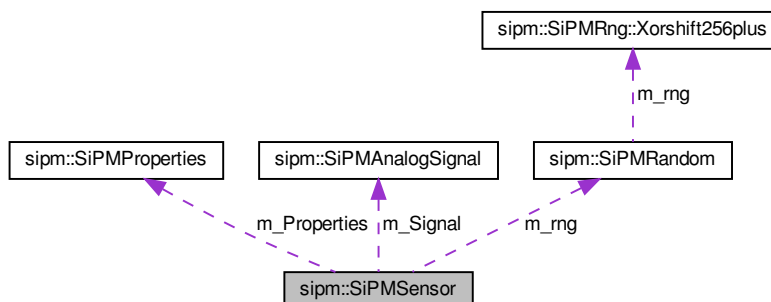 sipm::SiPMRng::Xorshift256plus
m_rng
sipm::SiPMProperties
sipm::SiPMAnalogSignal
sipm::SiPMRandom
m_Properties
m_Signal
m_rng
sipm::SiPMSensor